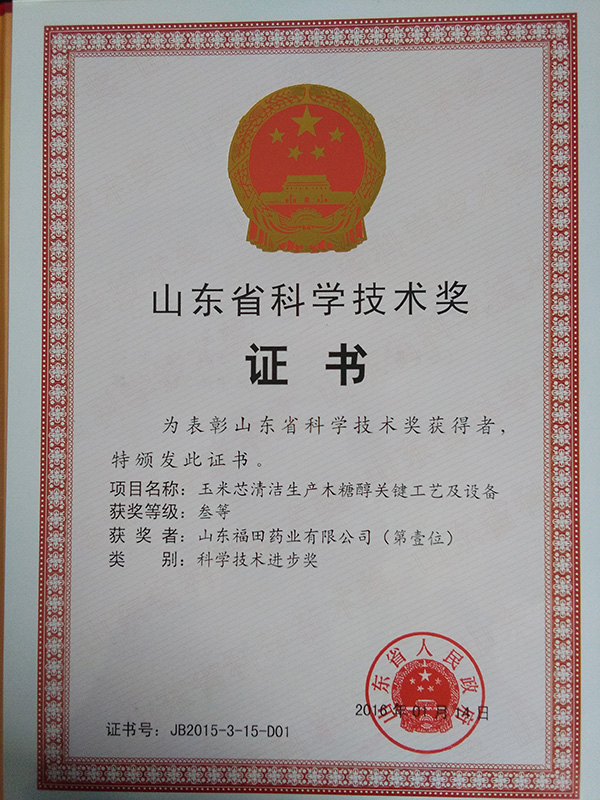 山东省科学技术奖
证书
为表彰山东省科学技术奖获得者，
特颁发此证书。
项目名称：玉米芯清洁生产木糖醇关键工艺及设备
获奖等级：叁等
获奖者：山东福田药业有限公司（第壹位）
类别：科学技术进步奖
山东省人民政府
2016年01月14日
证书号：JB2015-3-15-D01